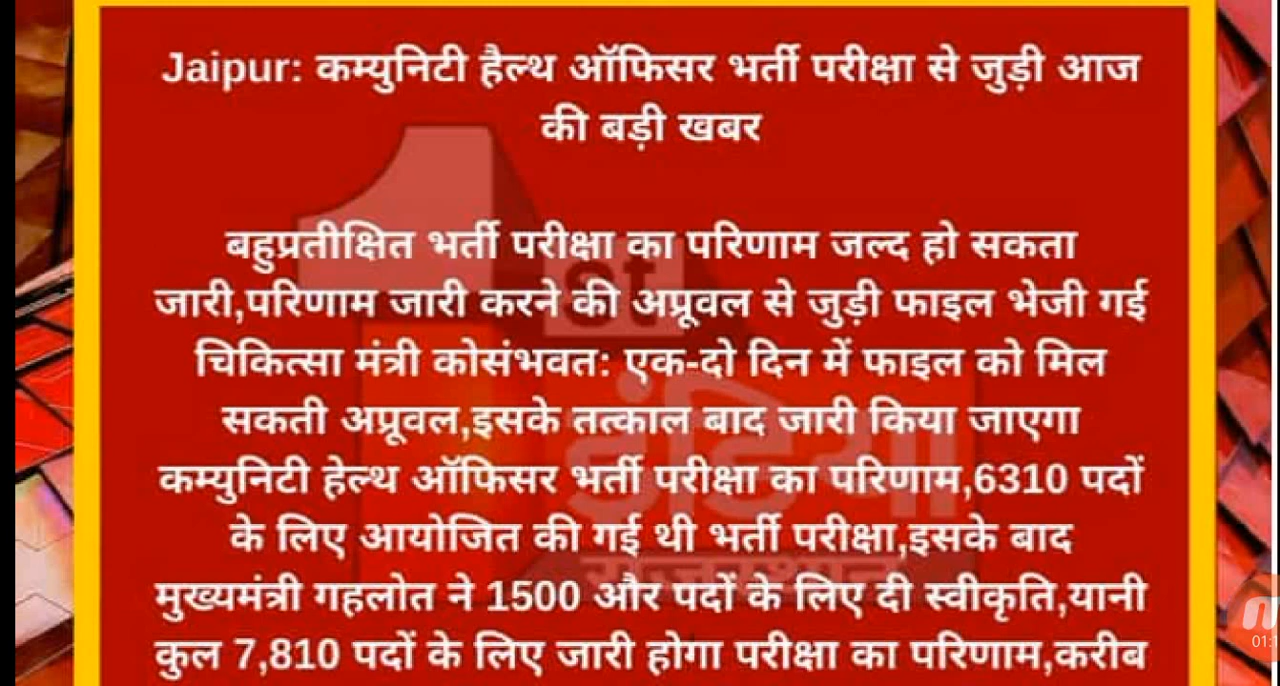 Jaipur: कम्युनिटी हैल्थ ऑफिसर भर्ती परीक्षा से जुड़ी आज
की बड़ी खबर
बहुप्रतीक्षित भर्ती परीक्षा का परिणाम जल्द हो सकता
जारी,परिणाम जारी करने की अप्रूवल से जुड़ी फाइल भेजी गई
चिकित्सा मंत्री कोसंभवत: एक-दो दिन में फाइल को मिल
सकती अप्रूवल,इसके तत्काल बाद जारी किया जाएगा
कम्युनिटी हेल्थ ऑफिसर भर्ती परीक्षा का परिणाम,6310 पदों
के लिए आयोजित की गई थी भर्ती परीक्षा,इसके बाद
मुख्यमंत्री गहलोत ने 1500 और पदों के लिए दी स्वीकृति,यानी
कुल 7,810 पदों के लिए जारी होगा परीक्षा का परिणाम,करीब
1st
इंडिया
राजस्थान